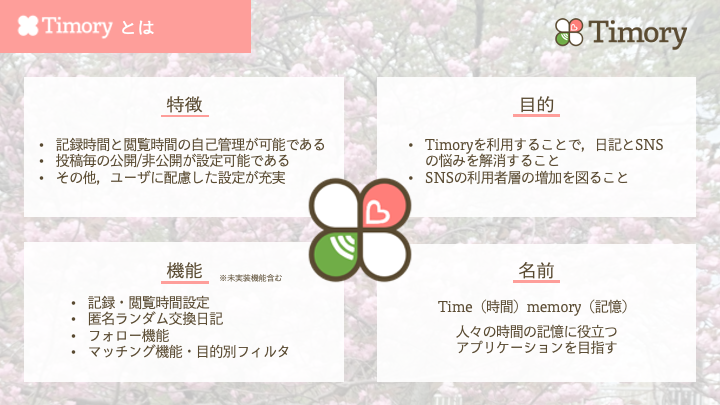 Timory とは
Timory
特徴
• 記録時間と閲覧時間の自己管理が可能である
• 投稿毎の公開/非公開が設定可能である
• その他，ユーザに配慮した設定が充実
目的
• Timoryを利用することで，日記とSNS
の悩みを解消すること
• SNSの利用者層の増加を図ること
機能 ※未実装機能含む
• 記録・閲覧時間設定
• 匿名ランダム交換日記
• フォロー機能
• マッチング機能・目的別フィルタ
名前
Time（時間）memory（記憶）
人々の時間の記憶に役立つ
アプリケーションを目指す